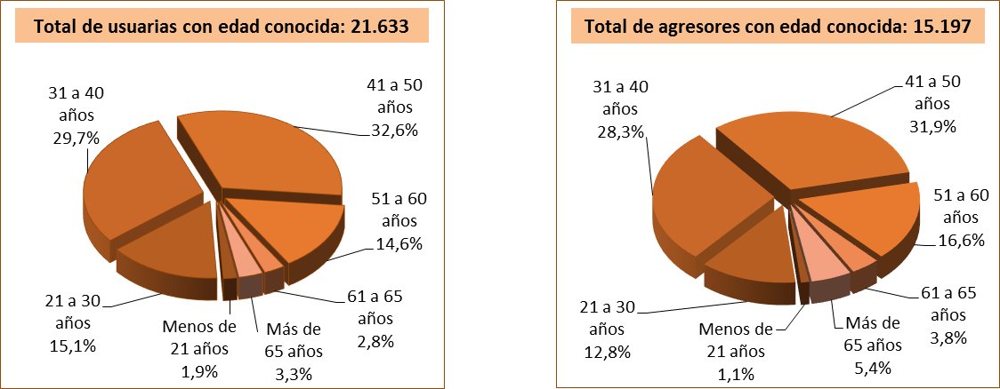 Total de usuarias con edad conocida: 21.633
31 a 40
años
29,7%
41 a 50
años
32,6%
51 a 60
años
14,6%
61 a 65
años
2,8%
Más de
65 años
3,3%
Menos de
21 años
1,9%
21 a 30
años
15,1%
Total de agresores con edad conocida: 15.197
31 a 40
años
28,3%
41 a 50
años
31,9%
51 a 60
años
16,6%
61 a 65
años
3,8%
Más de
65 años
5,4%
Menos de
21 años
1,1%
21 a 30
años
12,8%